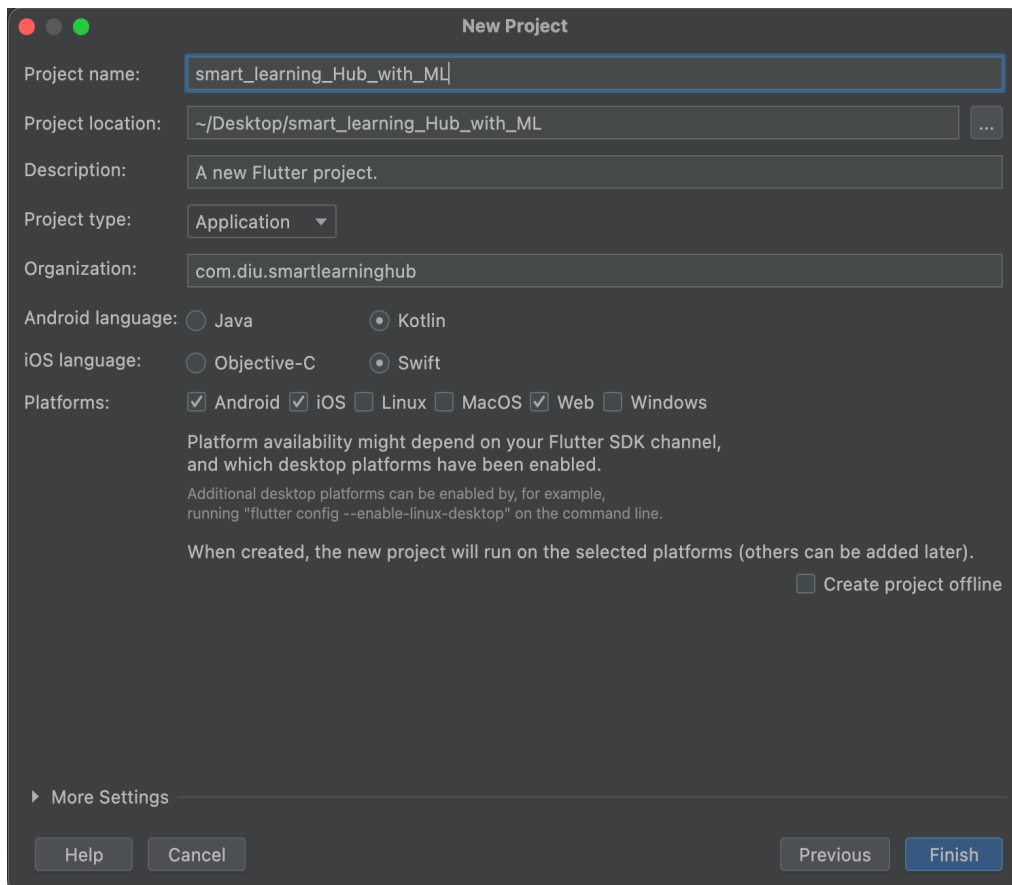 New Project
Project name: smart_learning_Hub_with_ML
Project location: ~/Desktop/smart_learning_Hub_with_ML ...
Description: A new Flutter project.
Project type: Application
Organization: com.diu.smartlearninghub
Android language: Java Kotlin
iOS language: Objective-C Swift
Platforms: Android iOS Linux MacOS Web Windows
Platform availability might depend on your Flutter SDK channel,
and which desktop platforms have been enabled.
Additional desktop platforms can be enabled by, for example,
running "flutter config --enable-linux-desktop" on the command line.
When created, the new project will run on the selected platforms (others can be added later).
Create project offline
More Settings
Help Cancel Previous Finish